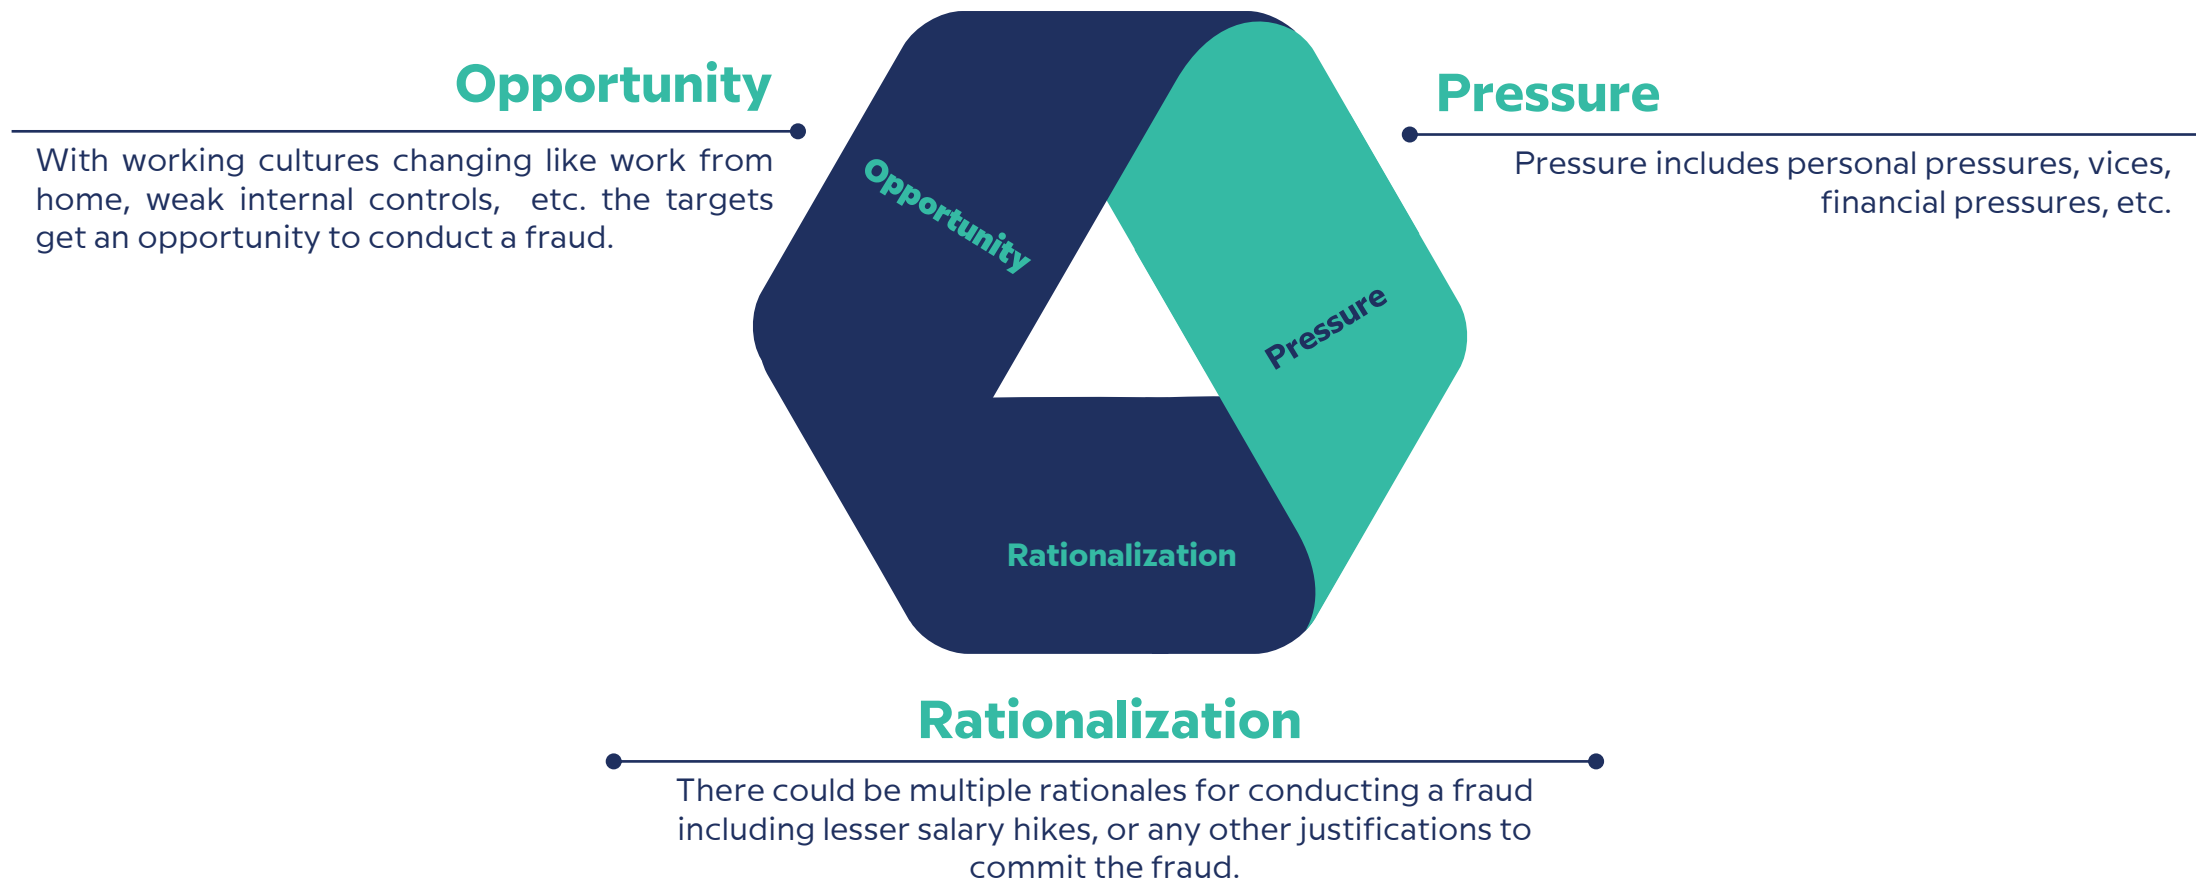 Opportunity
With working cultures changing like work from
home, weak internal controls, etc. the targets
get an opportunity to conduct a fraud.
Pressure
Pressure includes personal pressures, vices,
financial pressures, etc.
Opportunity
Pressure
Rationalization
Rationalization
There could be multiple rationales for conducting a fraud
including lesser salary hikes, or any other justifications to
commit the fraud.